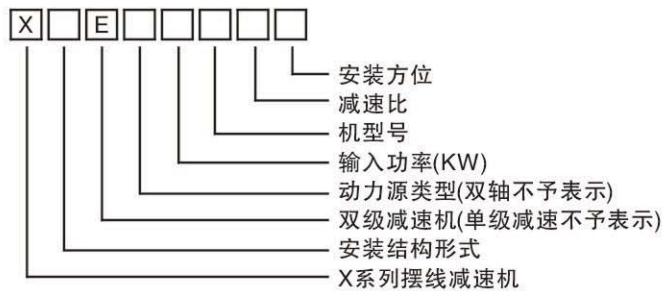 X E
安装方位
减速比
机型号
输入功率(KW)
动力源类型(双轴不予表示)
双级减速机(单级减速不予表示)
安装结构形式
X系列摆线减速机